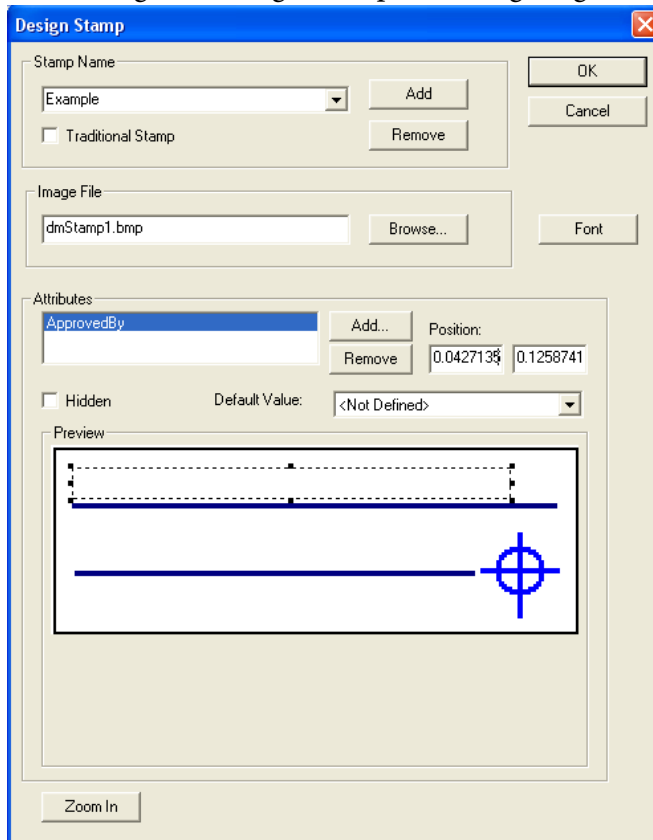 Design Stamp
Stamp Name
Example
Add
OK
Cancel
Traditional Stamp
Remove
Image File
dmStamp1.bmp
Browse...
Font
Attributes
ApprovedBy
Add...
Position:
Remove
0.0427135
0.1258741
Hidden
Default Value:
<Not Defined>
Preview
Zoom In